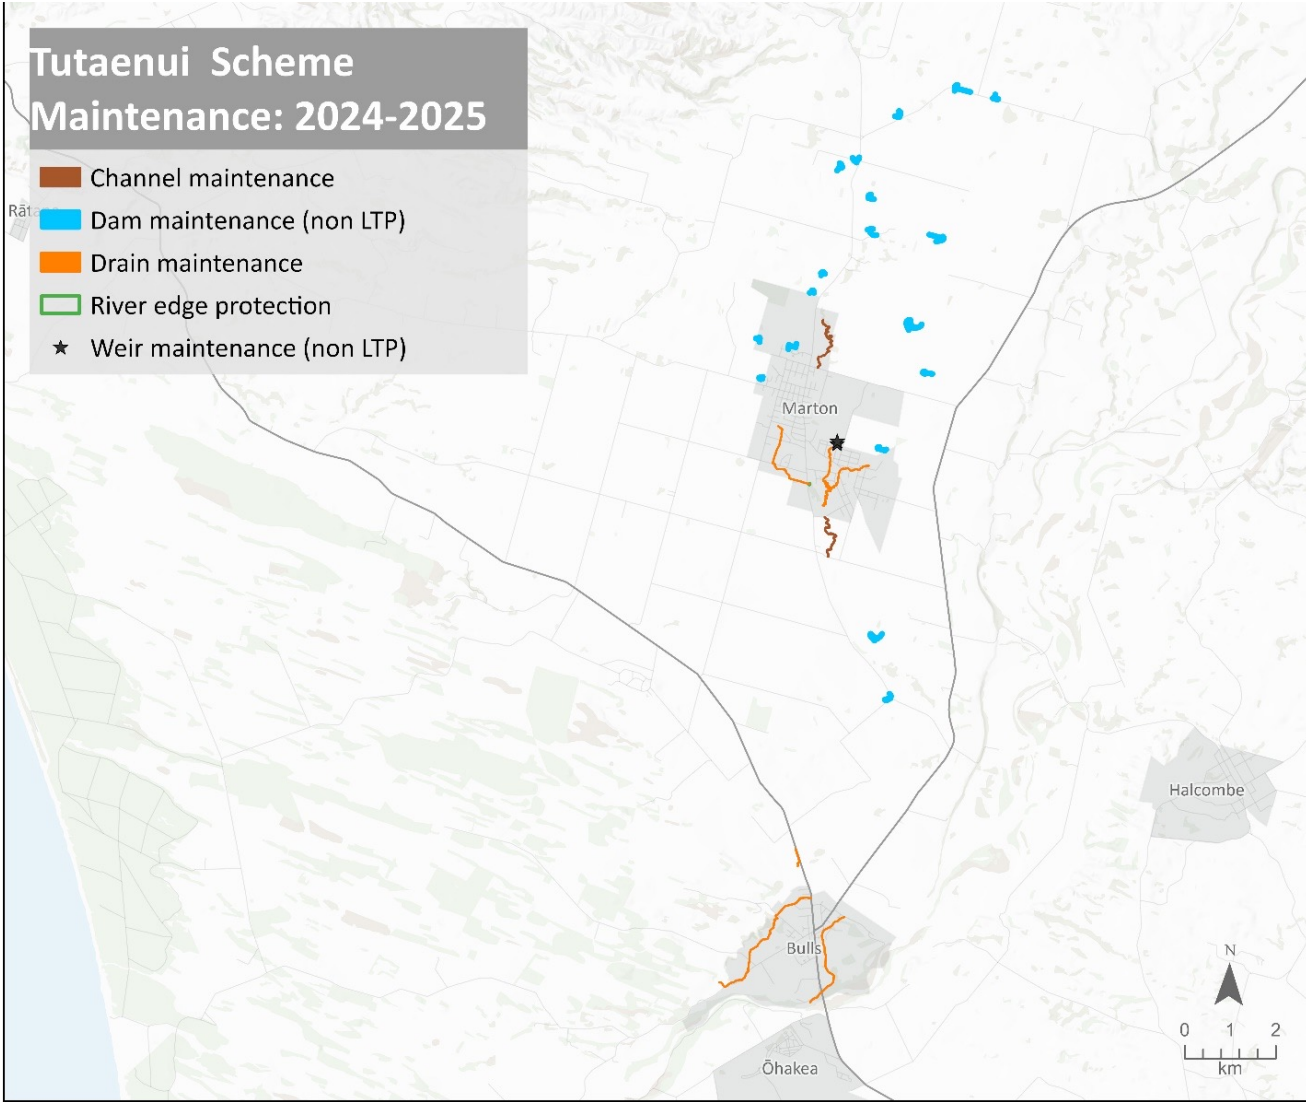 Tutaenui Scheme
Maintenance: 2024-2025
Channel maintenance
Dam maintenance (non LTP)
Drain maintenance
River edge protection
Weir maintenance (non LTP)
Marton
Halcombe
Bulls
Ōhakea
N
0 1 2
km